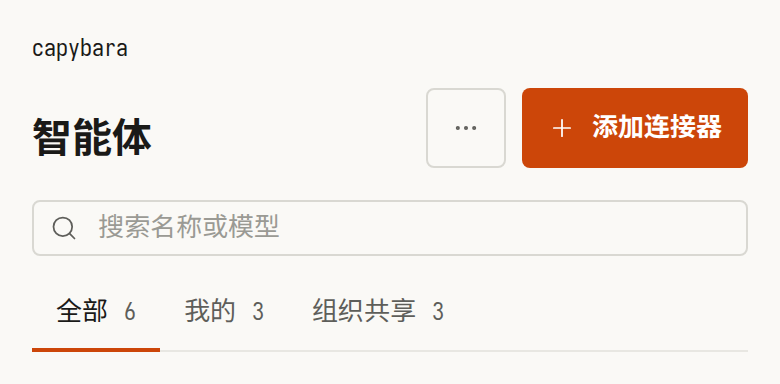 capybara
智能体
··· + 添加连接器
搜索名称或模型
全部 6 我的 3 组织共享 3